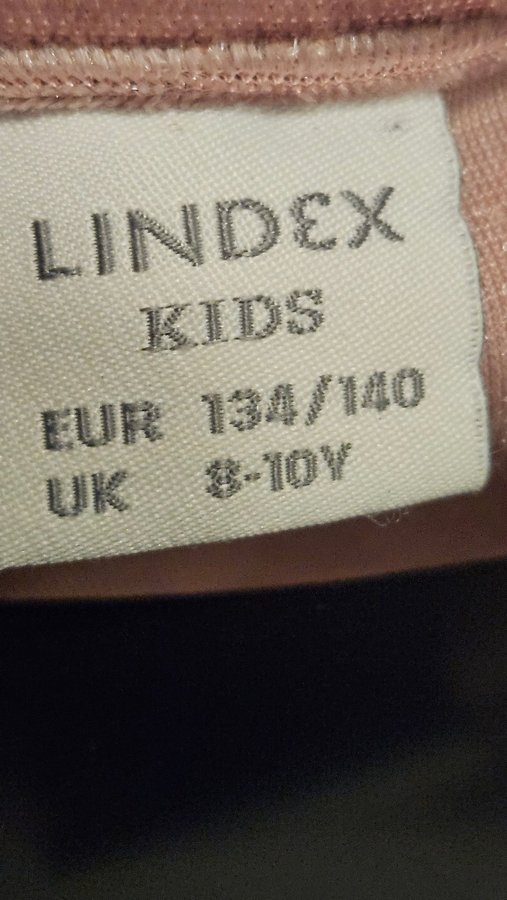 LINDEX
KIDS
EUR 134/140
UK 8-10Y